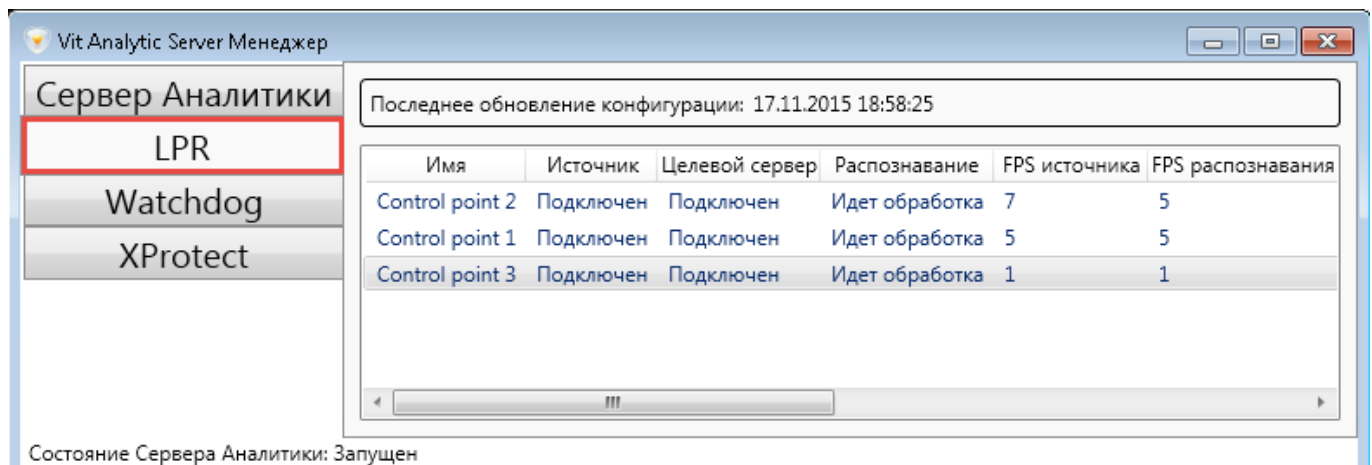 Vit Analytic Server Менеджер
Сервер Аналитики
LPR
Watchdog
XProtect
Последнее обновление конфигурации: 17.11.2015 18:58:25
Имя Источник Целевой сервер Распознавание FPS источника FPS распознавания
Control point 2 Подключен Подключен Идет обработка 7 5
Control point 1 Подключен Подключен Идет обработка 5 5
Control point 3 Подключен Подключен Идет обработка 1 1
Состояние Сервера Аналитики: Запущен